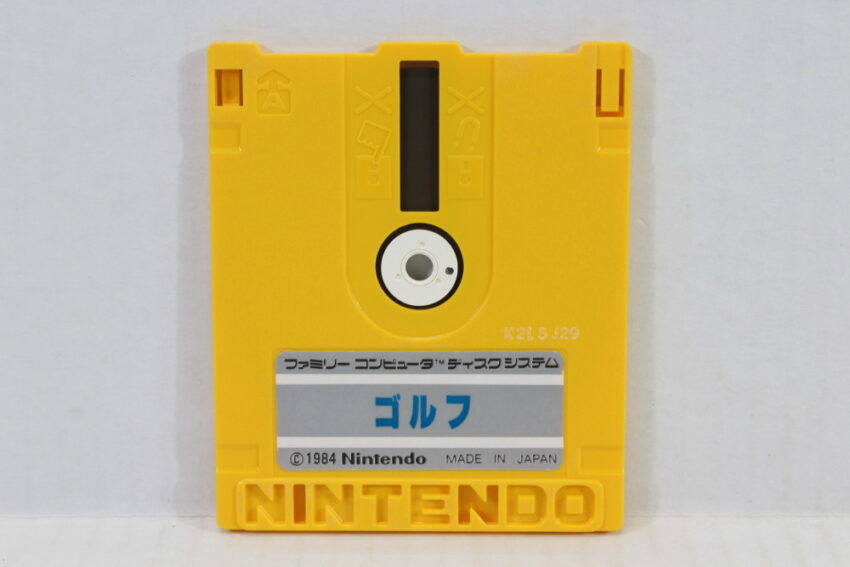 A
K2L S J29
ファミリー コンピュータ™ ディスク システム
ゴルフ
©1984 Nintendo MADE IN JAPAN
NINTENDO